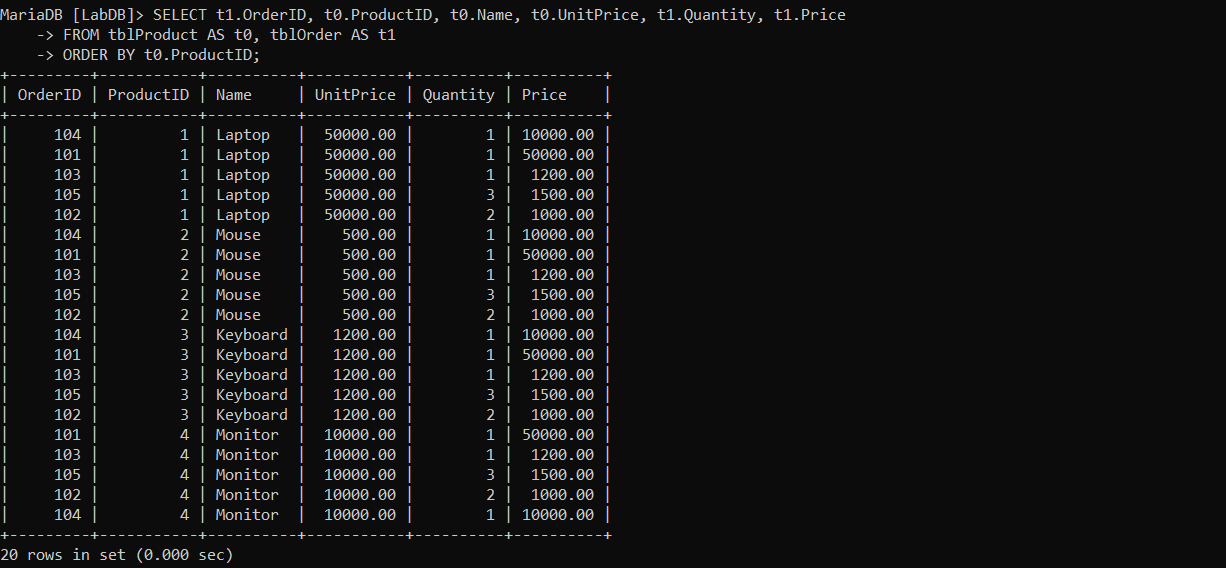 MariaDB [LabDB]> SELECT t1.OrderID, t0.ProductID, t0.Name, t0.UnitPrice, t1.Quantity, t1.Price
    -> FROM tblProduct AS t0, tblOrder AS t1
    -> ORDER BY t0.ProductID;
+---------+-----------+----------+-----------+----------+----------+
| OrderID | ProductID | Name     | UnitPrice | Quantity | Price    |
+---------+-----------+----------+-----------+----------+----------+
|     104 |         1 | Laptop   |  50000.00 |        1 | 10000.00 |
|     101 |         1 | Laptop   |  50000.00 |        1 | 50000.00 |
|     103 |         1 | Laptop   |  50000.00 |        1 |  1200.00 |
|     105 |         1 | Laptop   |  50000.00 |        3 |  1500.00 |
|     102 |         1 | Laptop   |  50000.00 |        2 |  1000.00 |
|     104 |         2 | Mouse    |    500.00 |        1 | 10000.00 |
|     101 |         2 | Mouse    |    500.00 |        1 | 50000.00 |
|     103 |         2 | Mouse    |    500.00 |        1 |  1200.00 |
|     105 |         2 | Mouse    |    500.00 |        3 |  1500.00 |
|     102 |         2 | Mouse    |    500.00 |        2 |  1000.00 |
|     104 |         3 | Keyboard |   1200.00 |        1 | 10000.00 |
|     101 |         3 | Keyboard |   1200.00 |        1 | 50000.00 |
|     103 |         3 | Keyboard |   1200.00 |        1 |  1200.00 |
|     105 |         3 | Keyboard |   1200.00 |        3 |  1500.00 |
|     102 |         3 | Keyboard |   1200.00 |        2 |  1000.00 |
|     101 |         4 | Monitor  |  10000.00 |        1 | 50000.00 |
|     103 |         4 | Monitor  |  10000.00 |        1 |  1200.00 |
|     105 |         4 | Monitor  |  10000.00 |        3 |  1500.00 |
|     102 |         4 | Monitor  |  10000.00 |        2 |  1000.00 |
|     104 |         4 | Monitor  |  10000.00 |        1 | 10000.00 |
+---------+-----------+----------+-----------+----------+----------+
20 rows in set (0.000 sec)